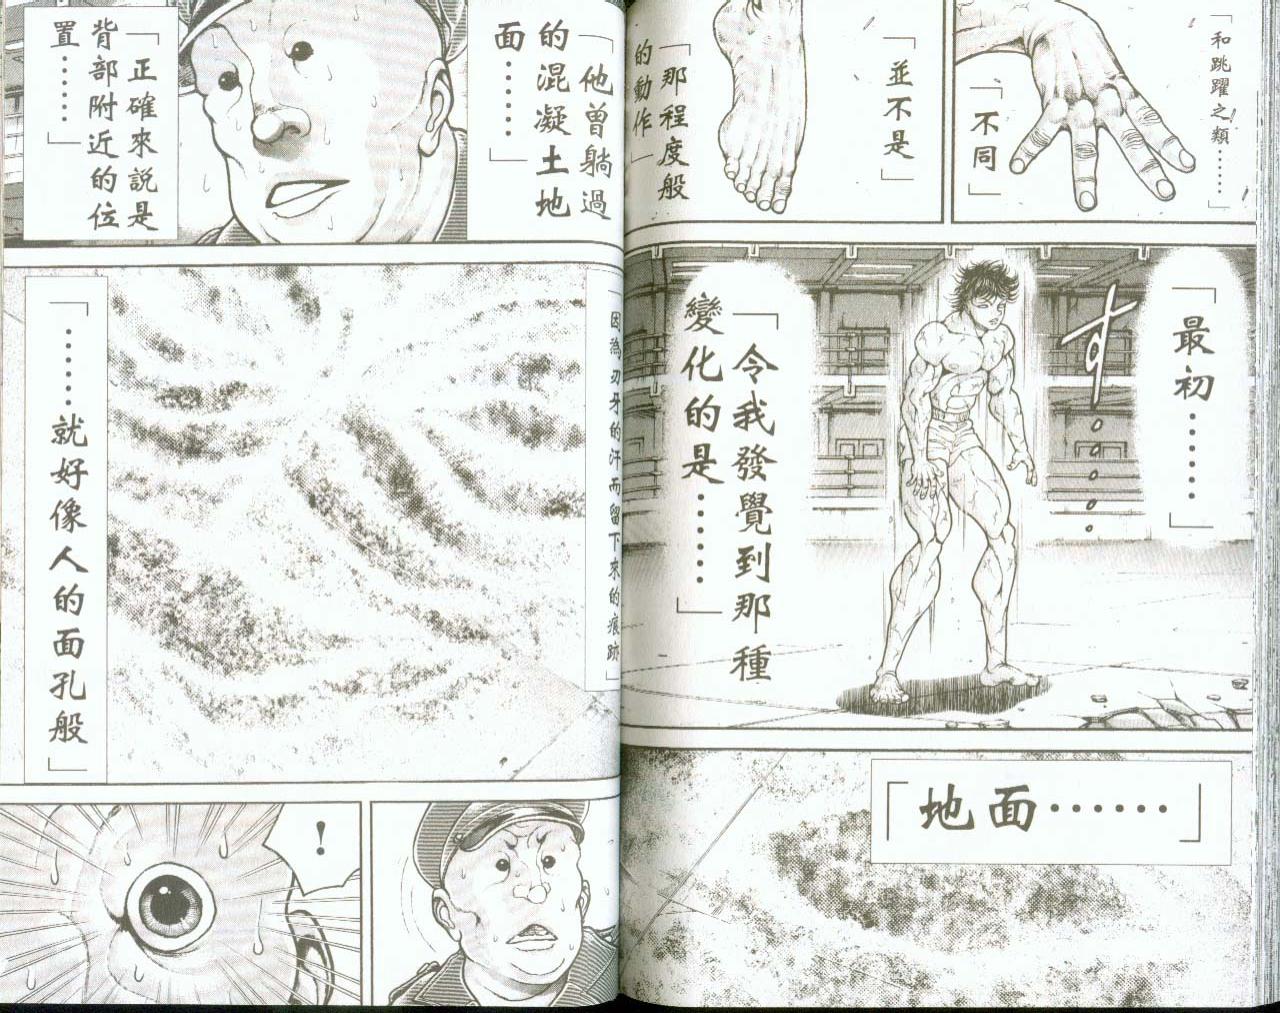 「和跳躍之類……」
「不同」
「並不是」
「那程度般
的動作」
「最初……」
「令我發覺到那種
變化的是……」
「地面……」
「他曾躺過
的混凝土地
面……」
「正確來說是
背部附近的位
置……」
「因為刃牙的汗而留下來的痕跡」
「……就好像人的面孔般」
！